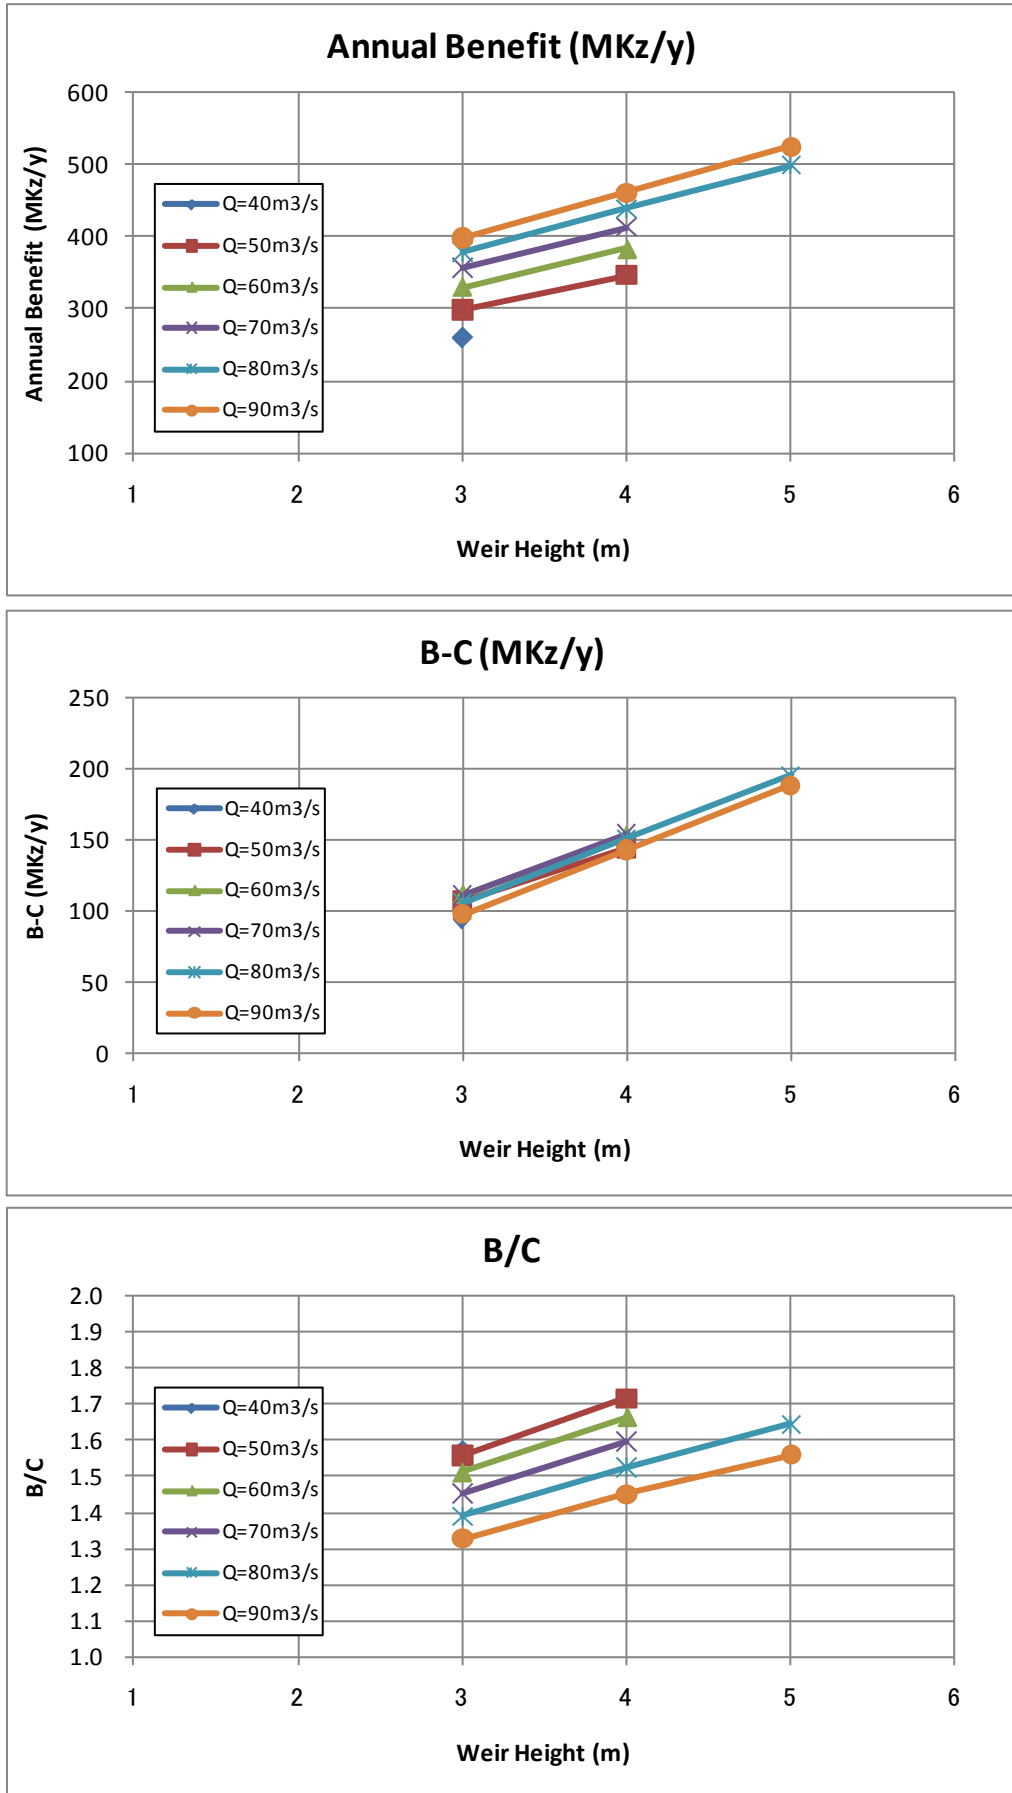 Annual Benefit (MKz/y)
600
500
400
300
200
100
Annual Benefit (MKz/y)
Q=40m3/s
Q=50m3/s
Q=60m3/s
Q=70m3/s
Q=80m3/s
Q=90m3/s
1 2 3 4 5 6
Weir Height (m)
B-C (MKz/y)
250
200
150
100
50
0
B-C (MKz/y)
Q=40m3/s
Q=50m3/s
Q=60m3/s
Q=70m3/s
Q=80m3/s
Q=90m3/s
1 2 3 4 5 6
Weir Height (m)
B/C
2.0
1.9
1.8
1.7
1.6
1.5
1.4
1.3
1.2
1.1
1.0
B/C
Q=40m3/s
Q=50m3/s
Q=60m3/s
Q=70m3/s
Q=80m3/s
Q=90m3/s
1 2 3 4 5 6
Weir Height (m)